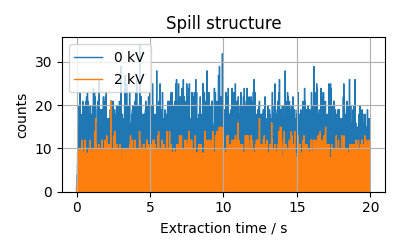 Spill structure
0 kV
2 kV
counts
30
20
10
0
0 5 10 15 20
Extraction time / s